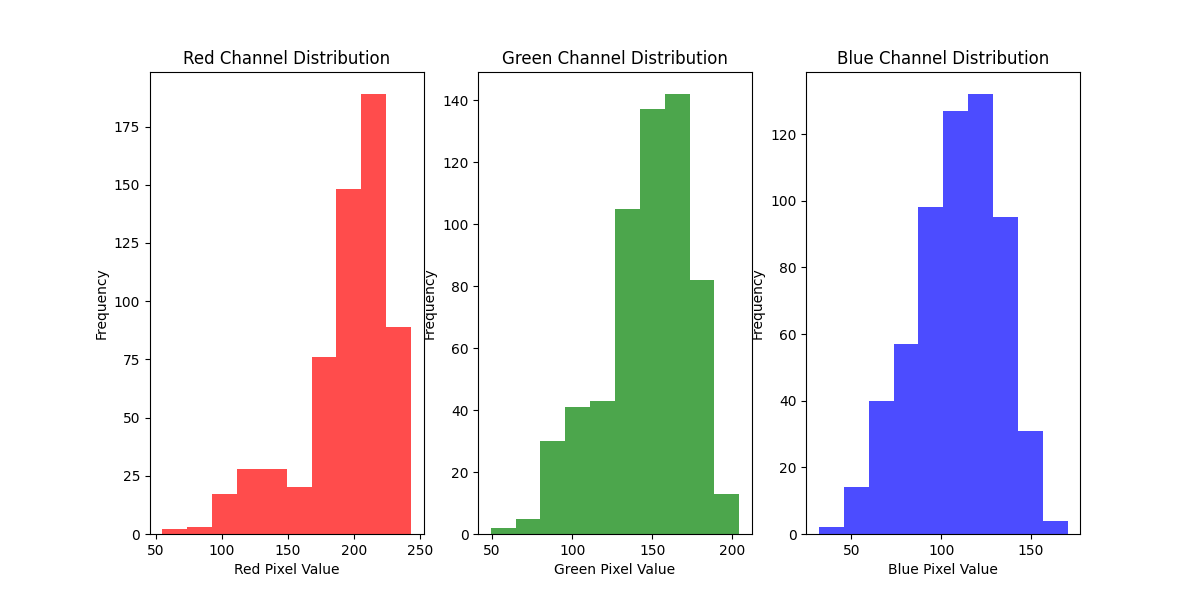 Red Channel Distribution
Frequency
175
150
125
100
75
50
25
0
50 100 150 200 250
Red Pixel Value
Green Channel Distribution
Frequency
140
120
100
80
60
40
20
0
50 100 150 200
Green Pixel Value
Blue Channel Distribution
Frequency
120
100
80
60
40
20
0
50 100 150
Blue Pixel Value